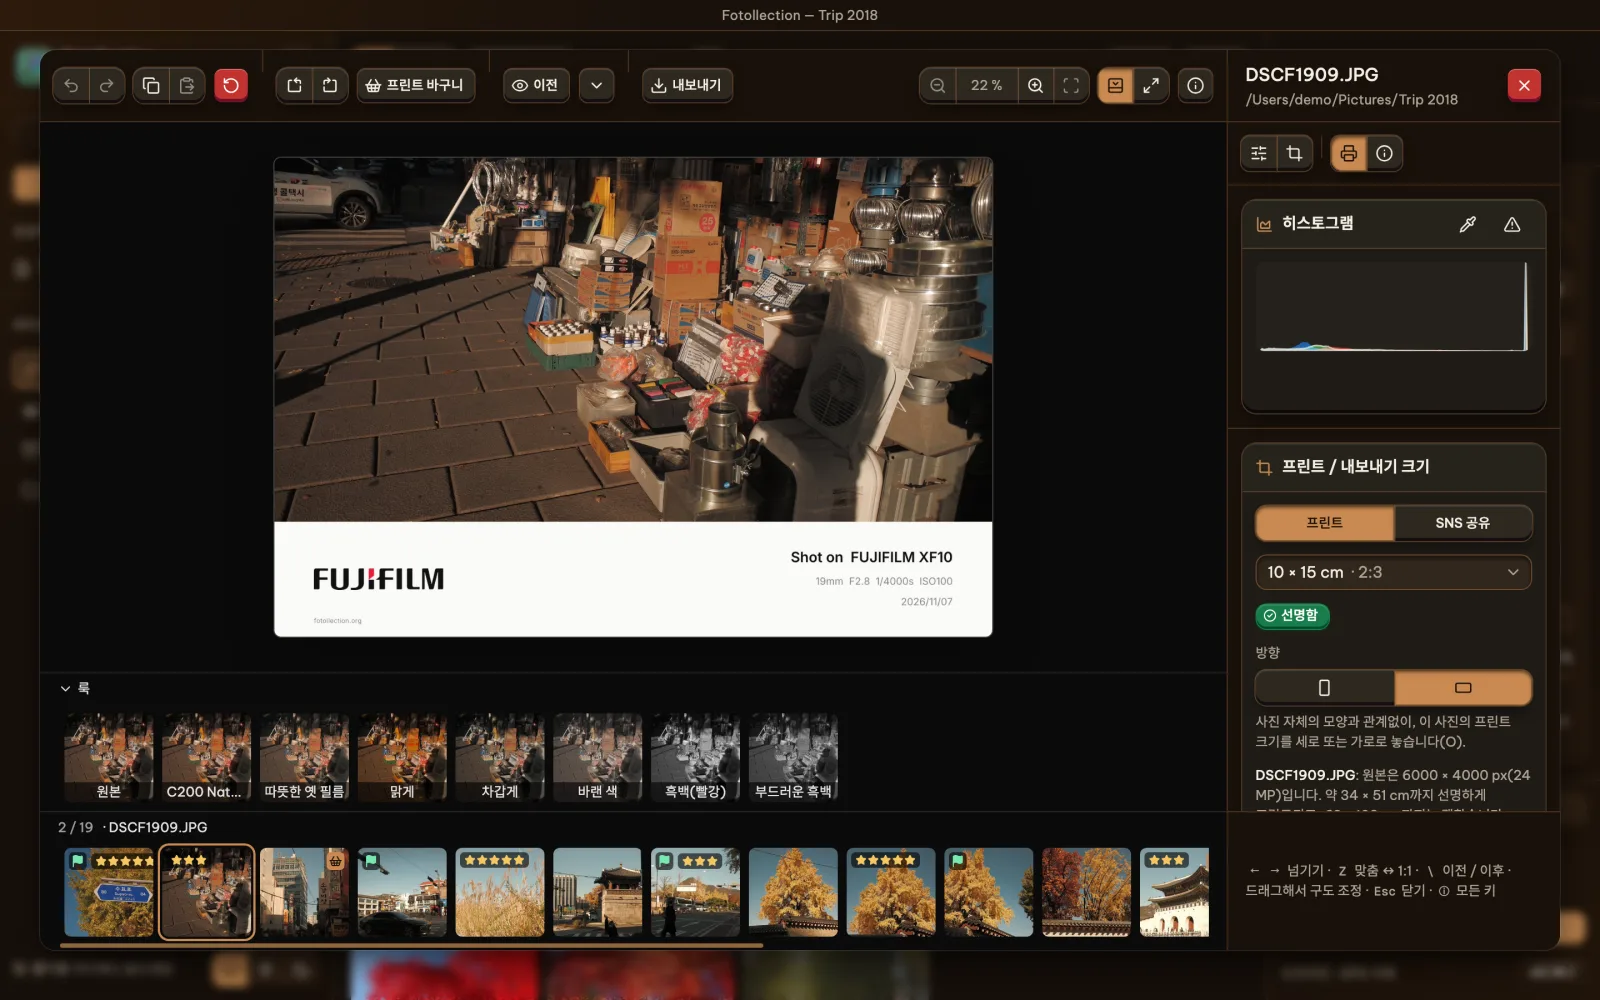 Fotollection — Trip 2018
프린트 바구니
이전
내보내기
22 %
DSCF1909.JPG
/Users/demo/Pictures/Trip 2018
콜택시
25
히스토그램
프린트 / 내보내기 크기
프린트
SNS 공유
10 × 15 cm · 2:3
선명함
방향
사진 자체의 모양과 관계없이, 이 사진의 프린트
크기를 세로 또는 가로로 놓습니다(O).
DSCF1909.JPG: 원본은 6000 × 4000 px(24
MP)입니다. 약 34 × 51 cm까지 선명하게
Shot on FUJIFILM XF10
FUJIFILM
19mm F2.8 1/4000s ISO100
2026/11/07
fotollection.org
룩
원본
C200 Nat...
따뜻한 옛 필름
맑게
차갑게
바랜 색
흑백(빨강)
부드러운 흑백
2 / 19 · DSCF1909.JPG
← → 넘기기 · Z 맞춤 ↔ 1:1 · \ 이전 / 이후 ·
드래그해서 구도 조정 · Esc 닫기 · ⓘ 모든 키